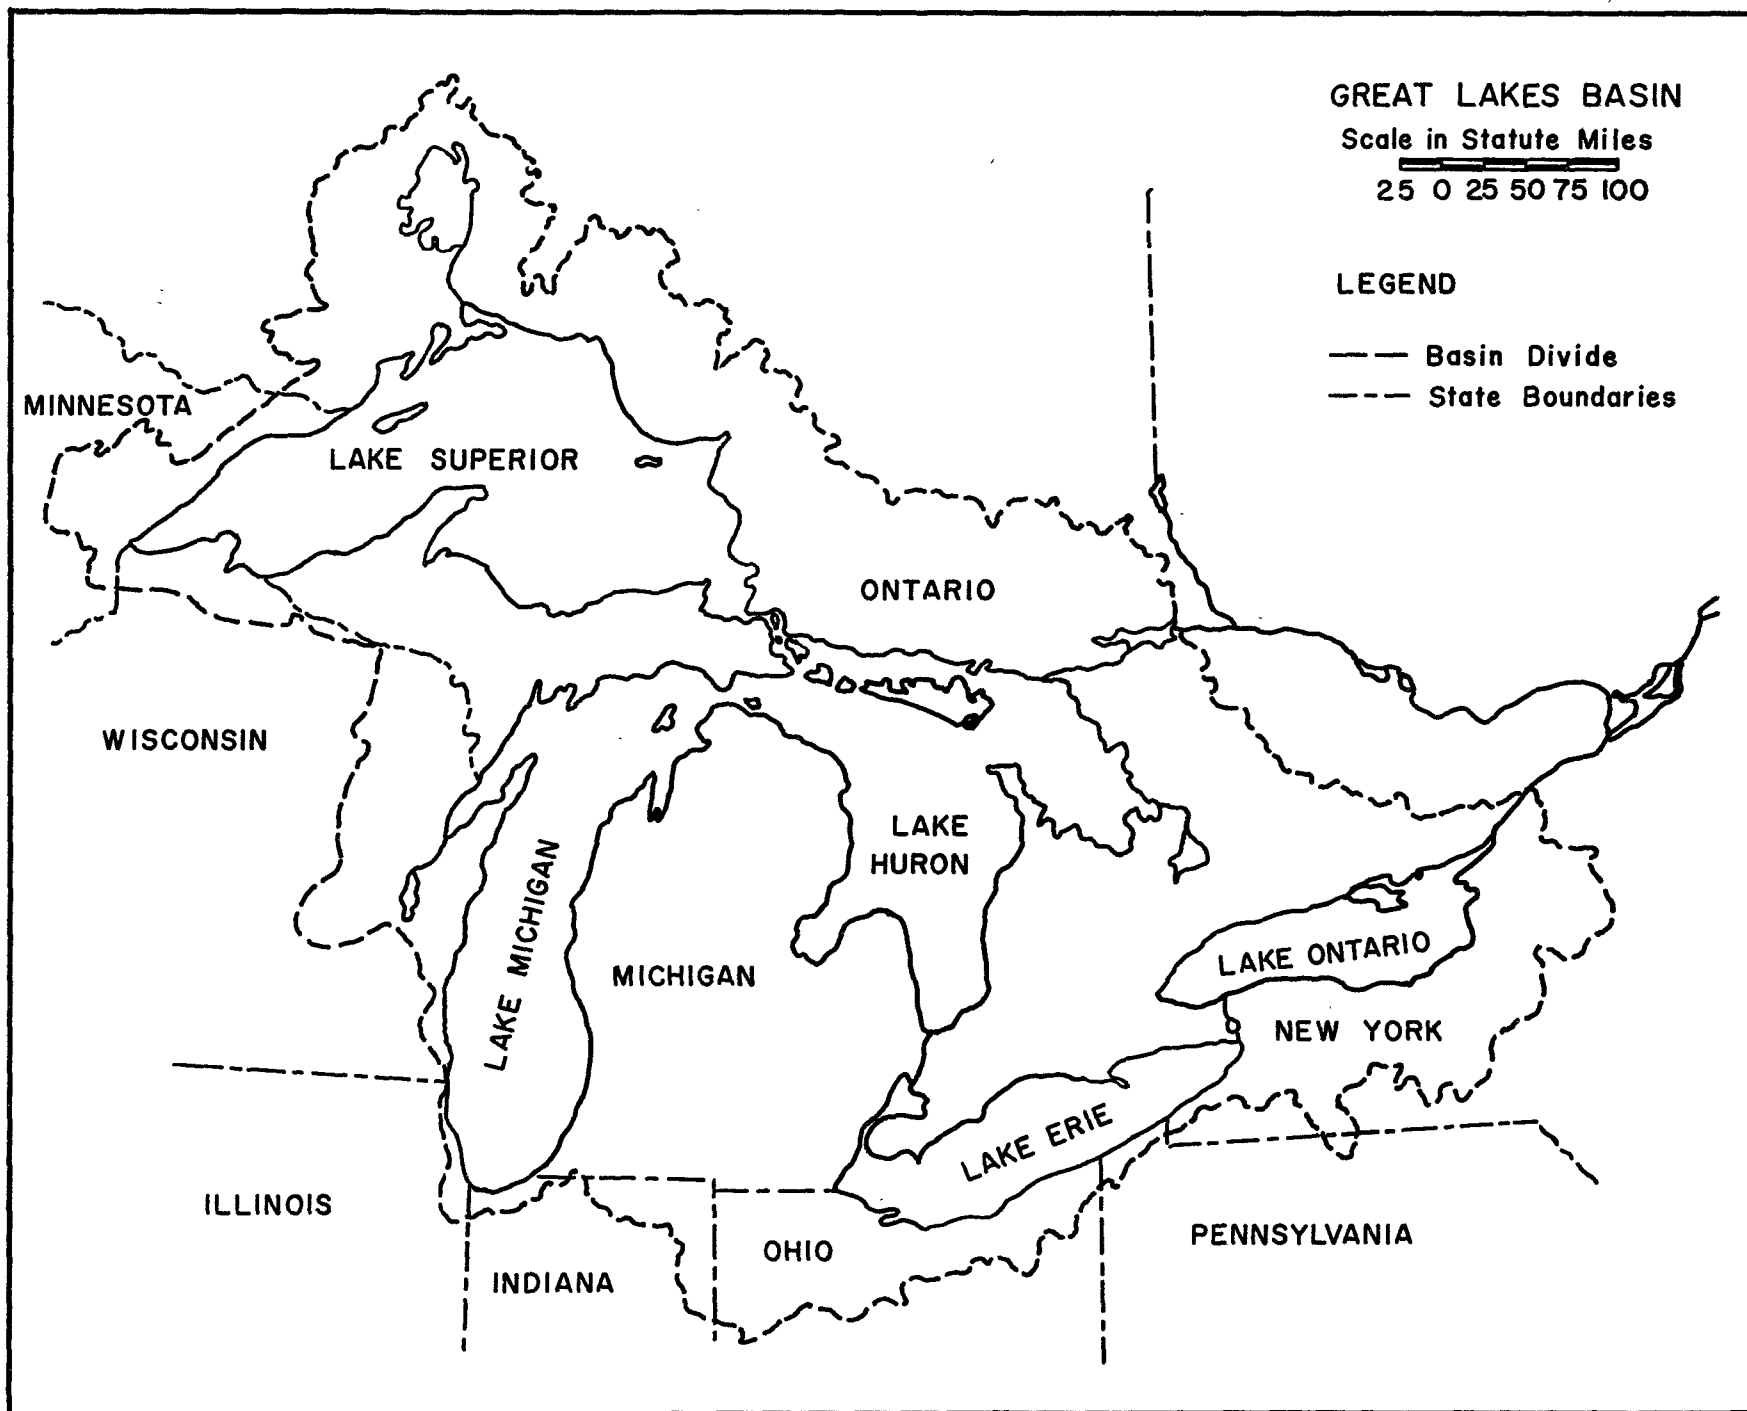 GREAT LAKES BASIN
Scale in Statute Miles
25 0 25 50 75 100
LEGEND
Basin Divide
State Boundaries
MINNESOTA
LAKE SUPERIOR
ONTARIO
WISCONSIN
LAKE
HURON
LAKE MICHIGAN
MICHIGAN
LAKE ONTARIO
NEW YORK
LAKE ERIE
ILLINOIS
INDIANA
OHIO
PENNSYLVANIA